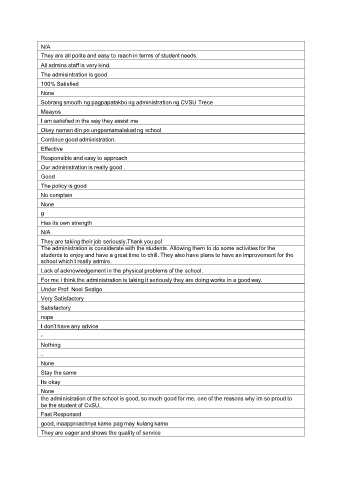 N/A
They are all polite and easy to reach in terms of student needs.
All admins staff is very kind.
The admisintration is good.
100% Satisfied
None
Sobrang smooth ng pagpapatakbo ng administration ng CVSU Trece
Maayos
I am satisfied in the way they assist me
Okey naman din po ungpamamalakad ng school
Continue good administration.
Effective
Responsible and easy to approach
Our administration is really good.
Good
The policy is good
No complain
None
g
Has its own strength
N/A
They are taking their job seriously.Thank you po!
The administration is considerate with the students. Allowing them to do some activities for the
students to enjoy and have a great time to chill. They also have plans to have an improvement for the
school which I really admire.
Lack of acknowledgement in the physical problems of the school.
For me i think the administration is taking it seriously they are doing works in a good way.
Under Prof. Noel Sedigo
Very Satisfactory
Satisfactory
nope
I don't have any advice
-
Nothing
. .
None
Stay the same
Its okay
None
the administration of the school is good, so much good for me, one of the reasons why im so proud to
be the student of CvSU..
Fast Responsed
good, inaapproachnya kame pag may kulang kame
They are eager and shows the quality of service